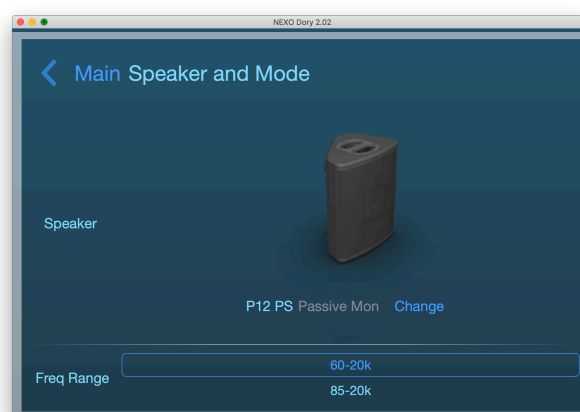 NEXO Dory 2.02
Main Speaker and Mode
Speaker
P12 PS Passive Mon Change
Freq Range
60-20k
85-20k